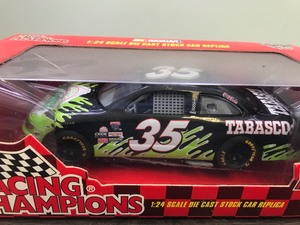 NASCAR
1:24 SCALE DIE CAST STOCK CAR REPLICA
35
35
TABASCO
RACING
CHAMPIONS
1:24 SCALE DIE CAST STOCK CAR REPLICA